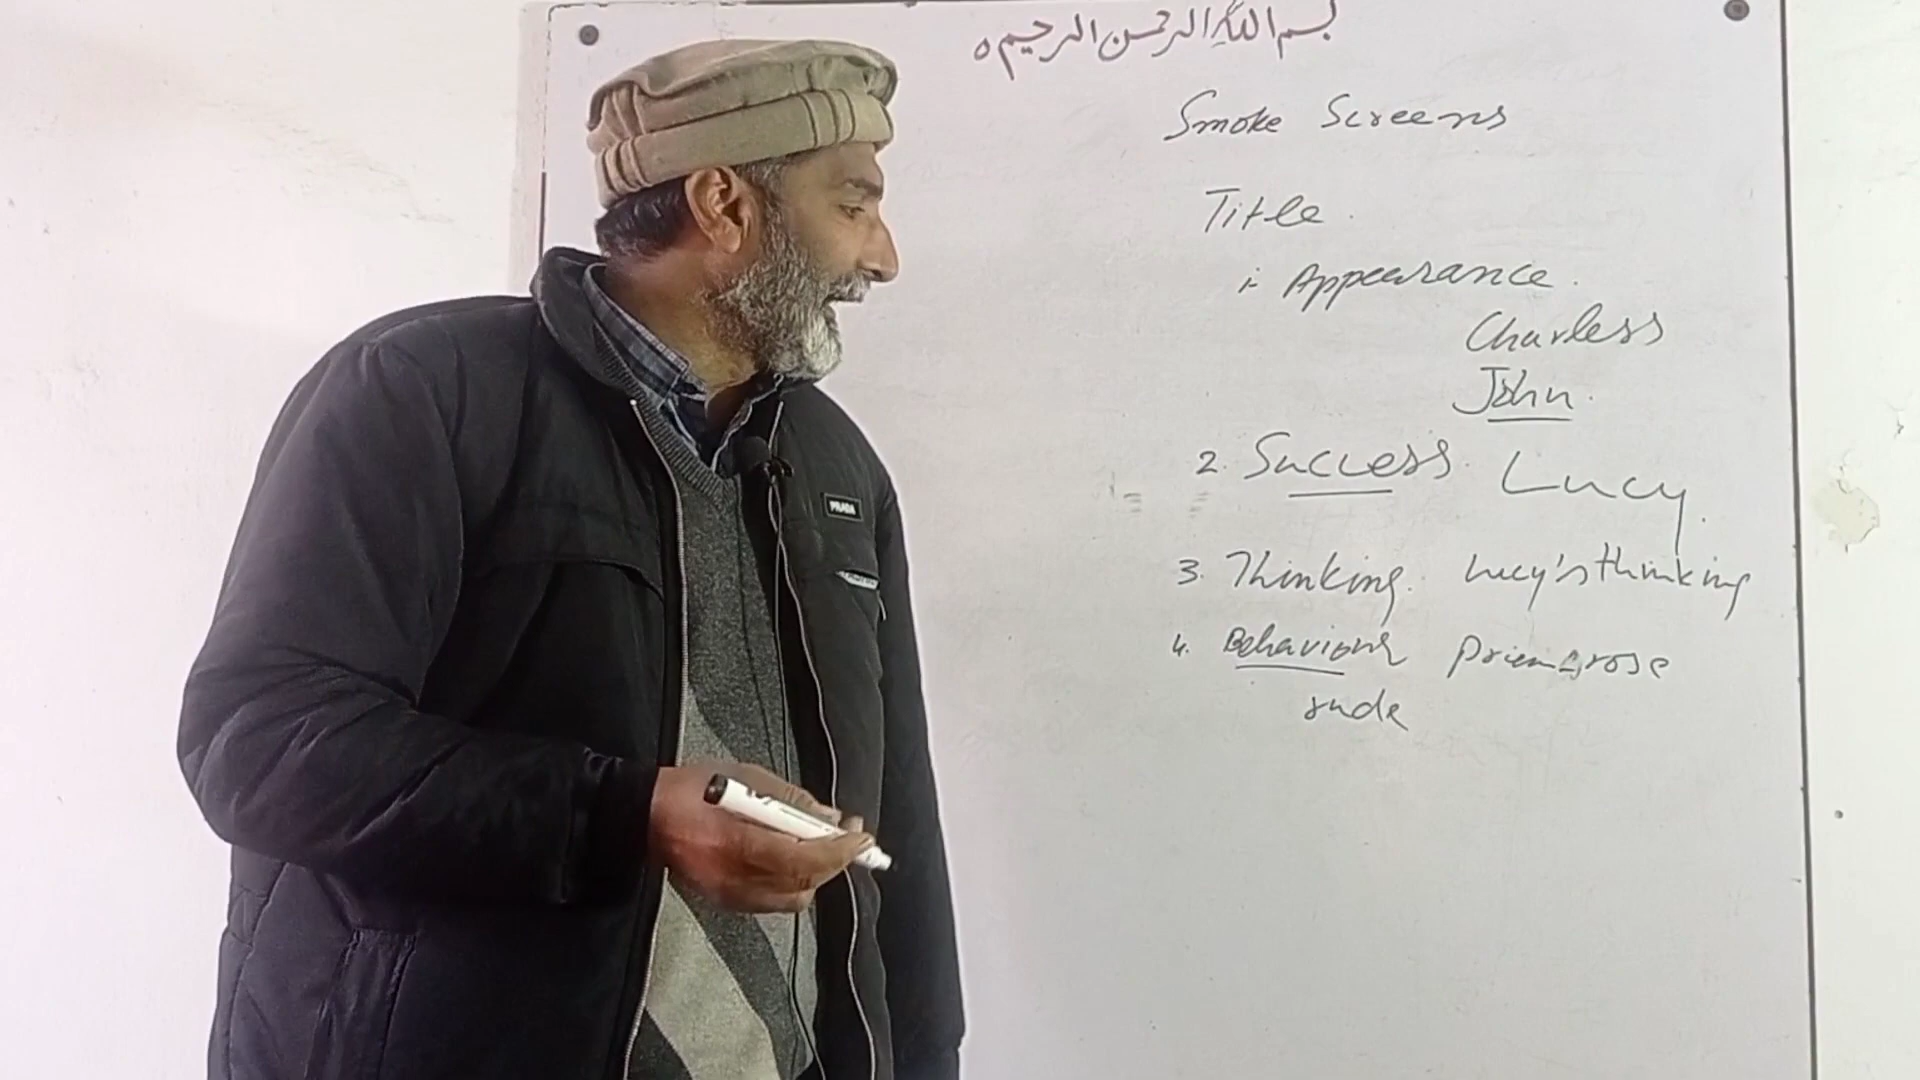 بسم اللہ الرحمن الرحیم ہ
Smoke Screens
Title.
i- Appearance.
Charless
John.
2. Success. Lucy.
3. Thinking. Lucy's thinking
4. Behaviour Primrose
rude
PRADA